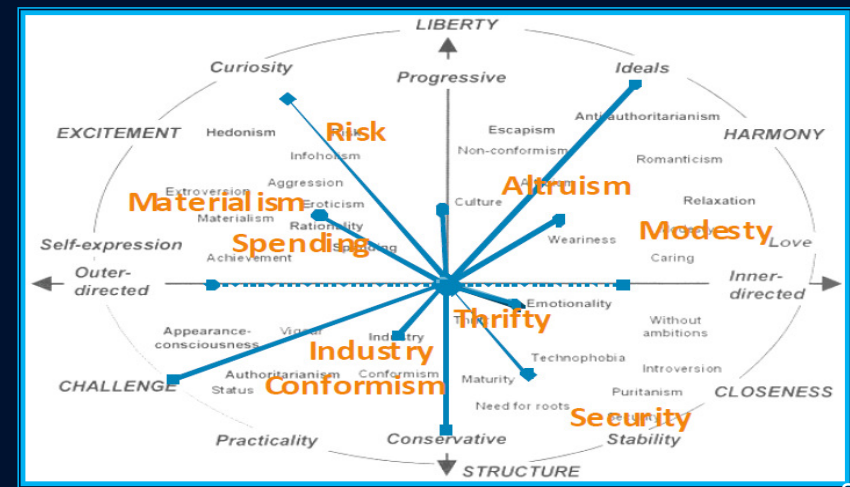 LIBERTY
Curiosity
Progressive
Ideals
EXCITEMENT
Hedonism
Risk
Escapism
Antiauthoritarianism
HARMONY
Infoholism
Non-conformism
Romanticism
Extroversion
Aggression
Altruism
Materialism
Eroticism
Culture
Relaxation
Materialism
Rationality
Modesty
Self-expression
Spending
Spending
Weariness
Love
Achievement
Caring
Outer-
directed
Inner-
directed
Emotionality
Thrifty
Appearance-
consciousness
Industry
Without
ambitions
Industry
Technophobia
CHALLENGE
Authoritarianism
Conformism
Introversion
Status
Conformism
Maturity
Puritanism
CLOSENESS
Need for roots
Security
Practicality
Conservative
Stability
STRUCTURE